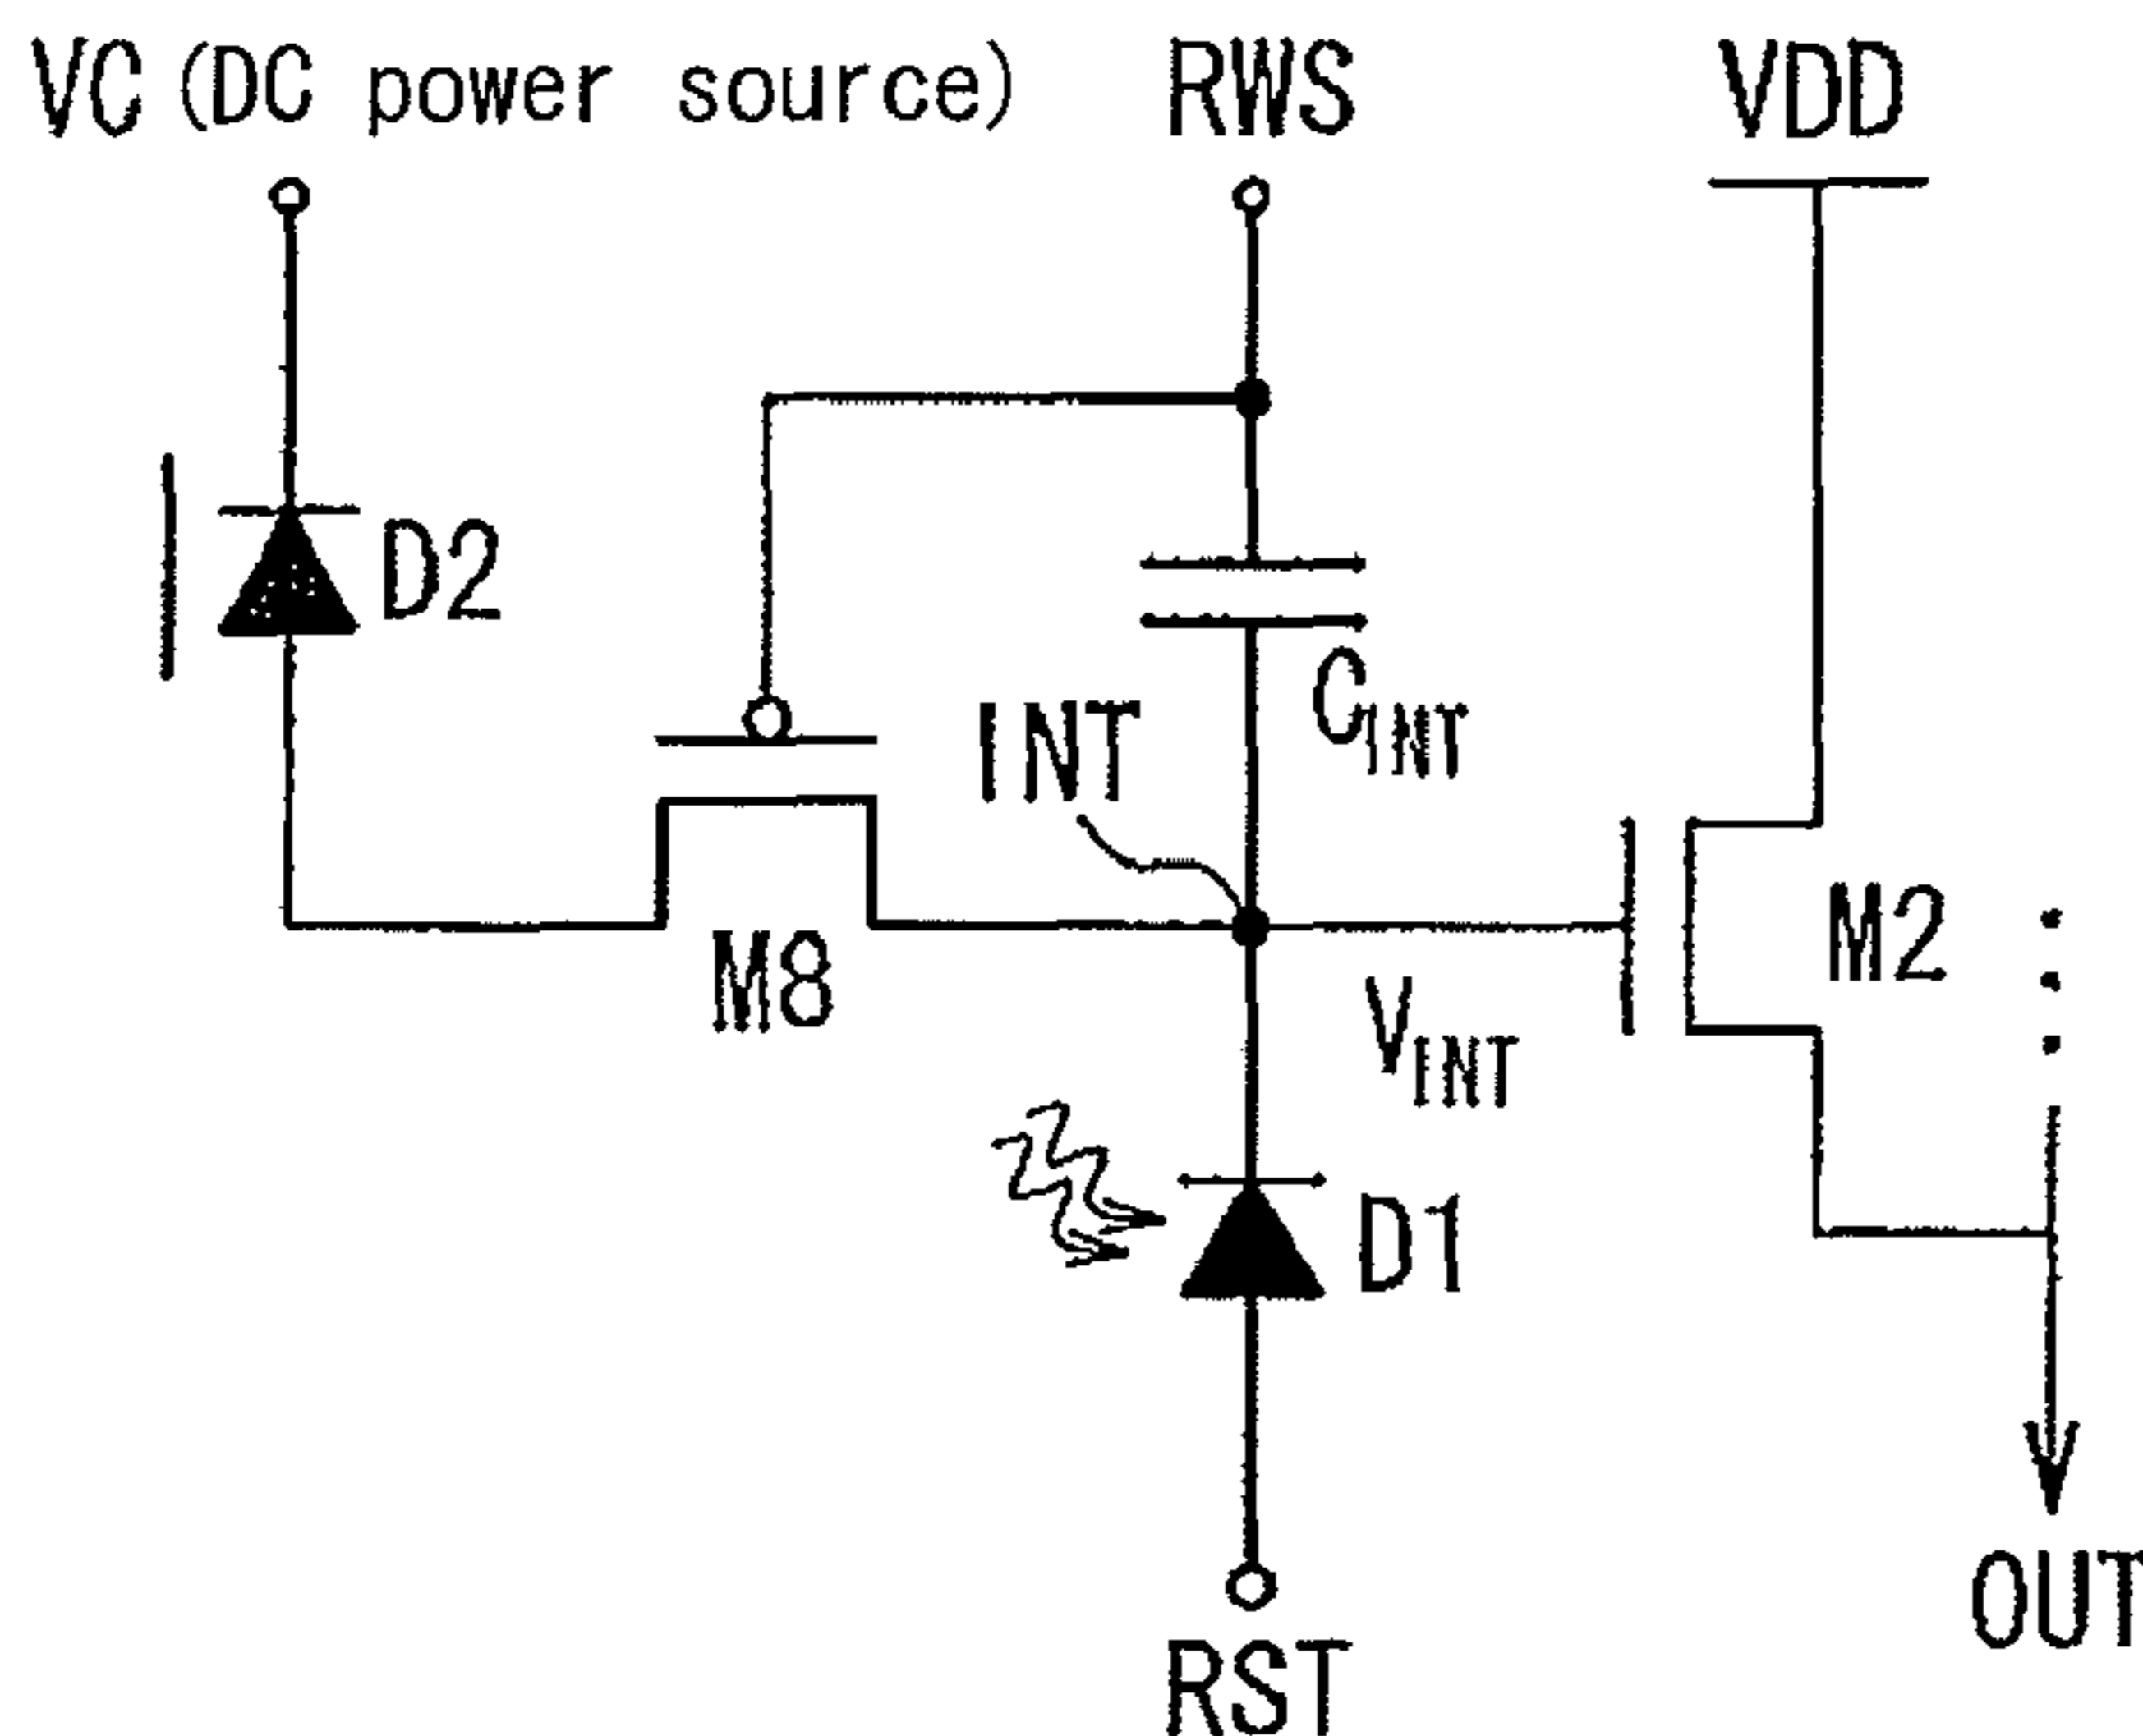 VC (DC power source) RWS VDD
D2
INT
C_INT
M8
M2
V_INT
D1
OUT
RST